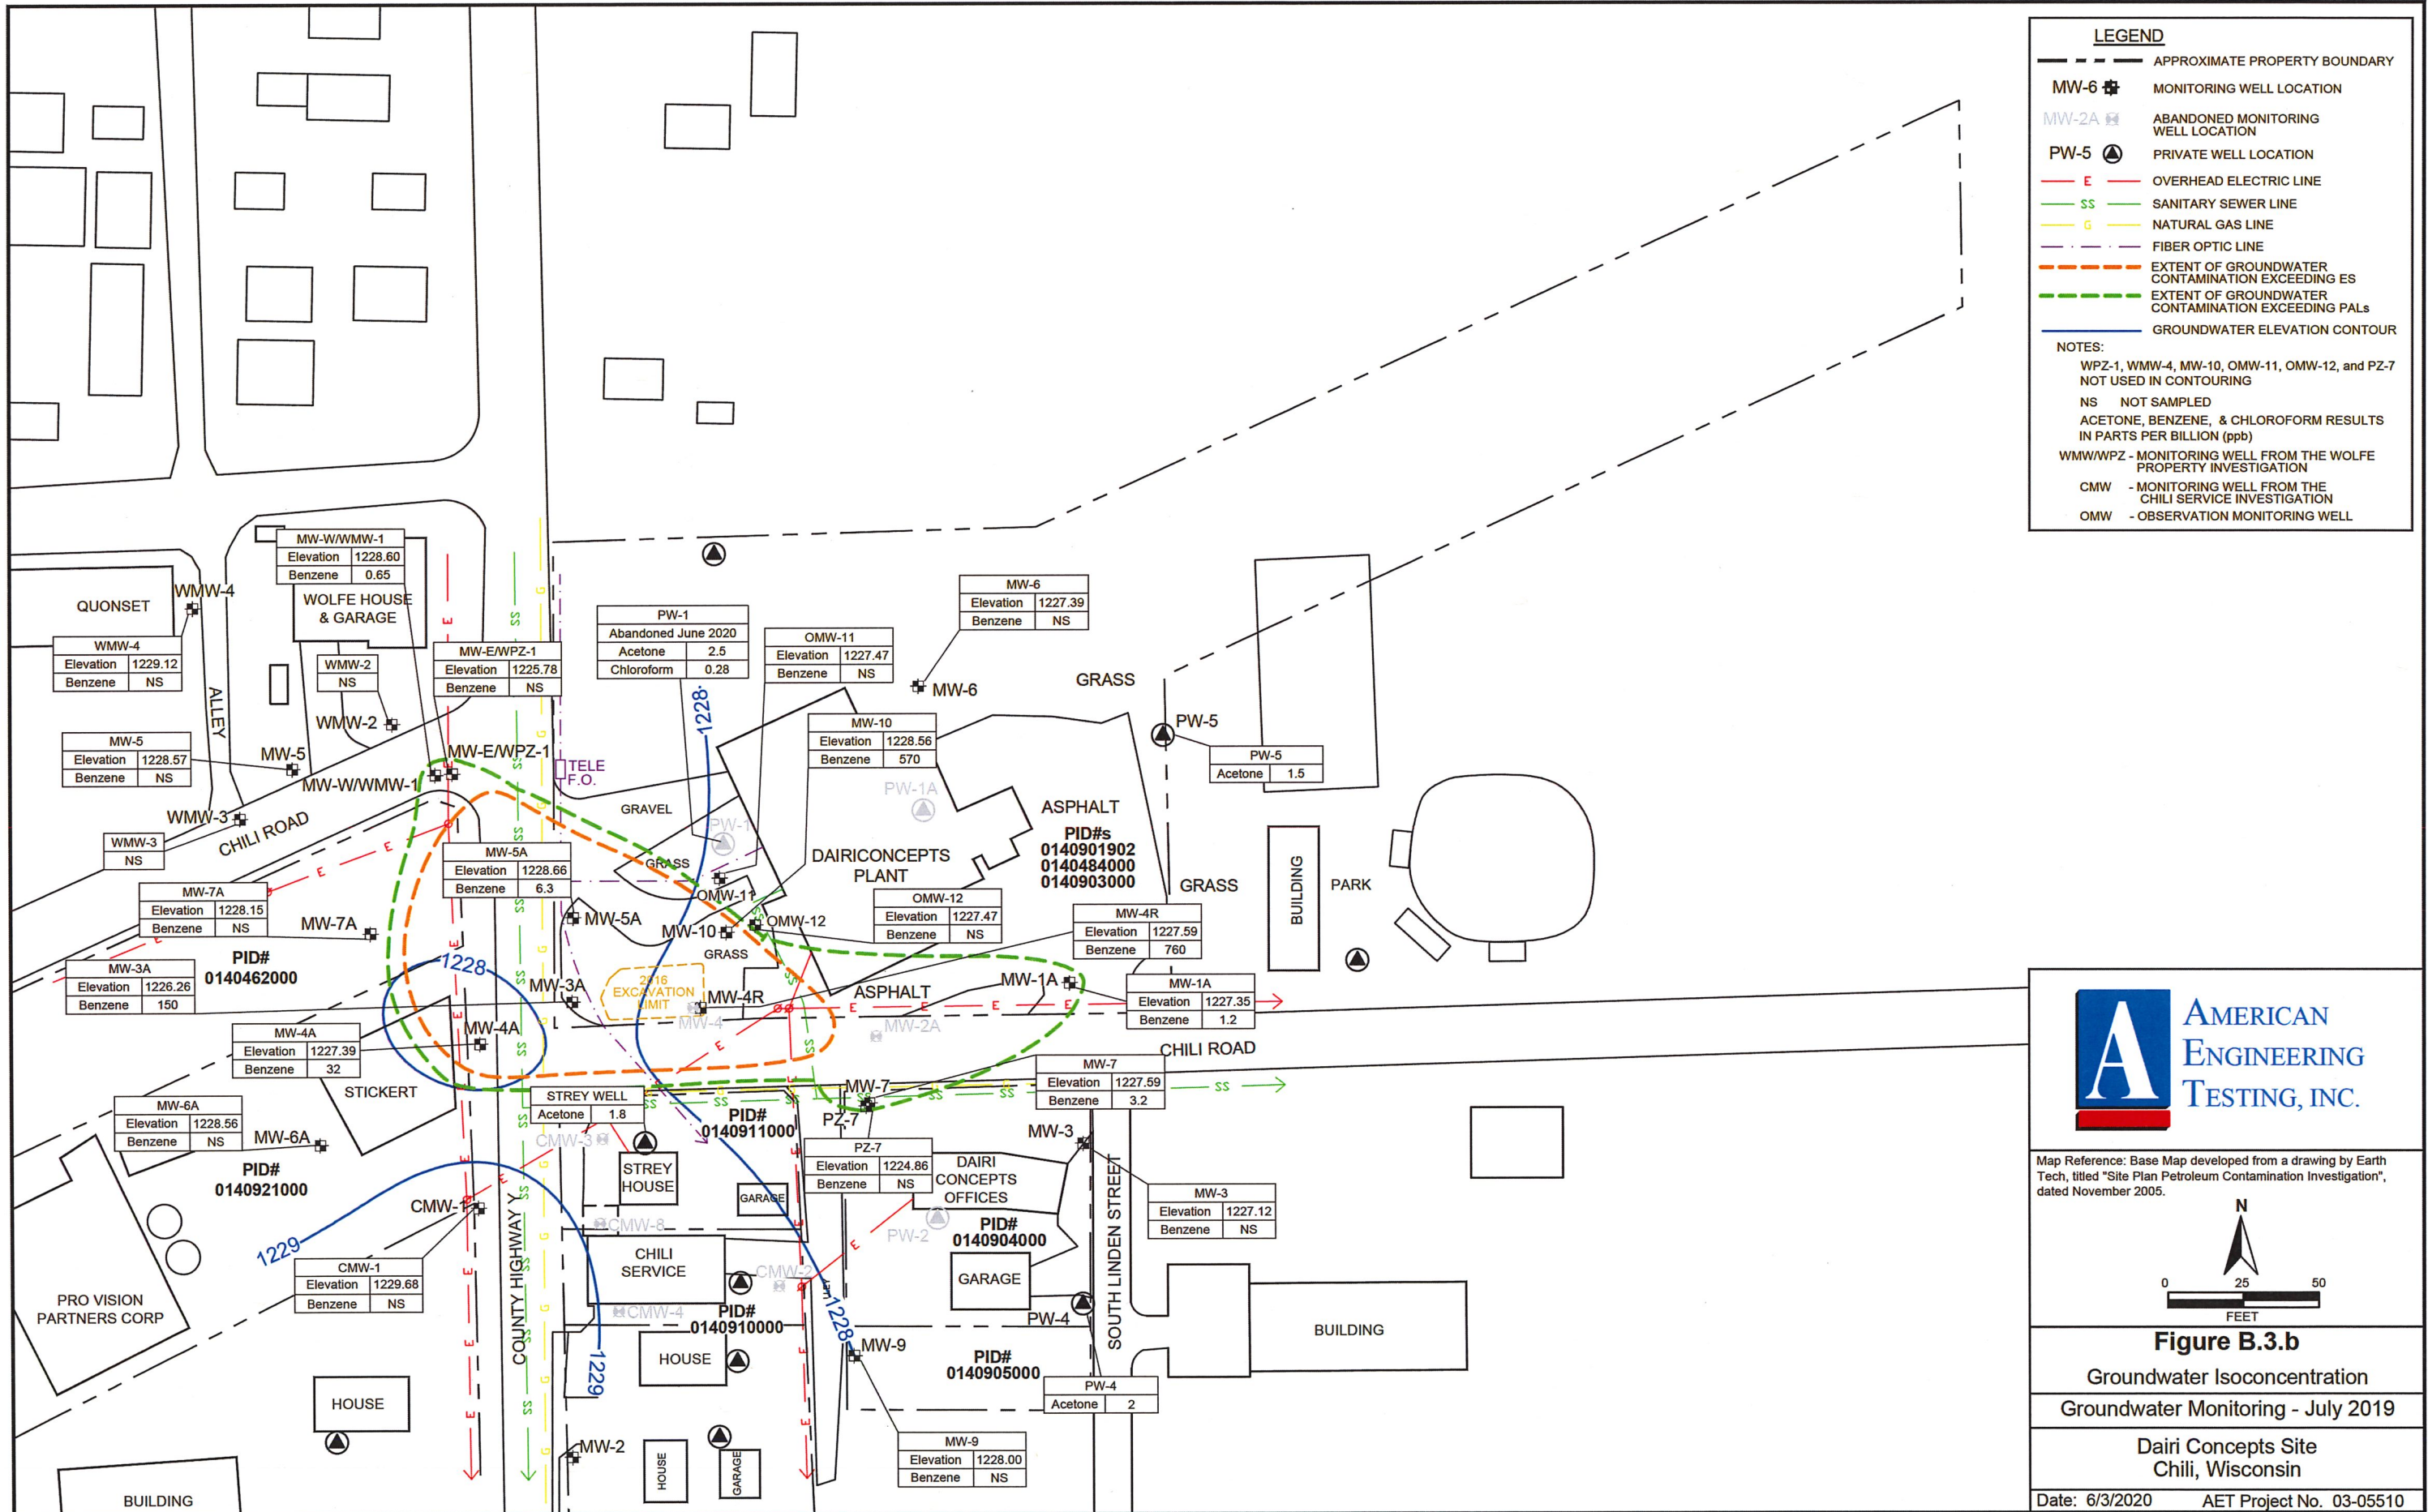 LEGEND
APPROXIMATE PROPERTY BOUNDARY
MW-6 MONITORING WELL LOCATION
MW-2A ABANDONED MONITORING
WELL LOCATION
PW-5 PRIVATE WELL LOCATION
E OVERHEAD ELECTRIC LINE
SS SANITARY SEWER LINE
G NATURAL GAS LINE
FIBER OPTIC LINE
EXTENT OF GROUNDWATER
CONTAMINATION EXCEEDING ES
EXTENT OF GROUNDWATER
CONTAMINATION EXCEEDING PALs
GROUNDWATER ELEVATION CONTOUR
NOTES:
WPZ-1, WMW-4, MW-10, OMW-11, OMW-12, and PZ-7
NOT USED IN CONTOURING
NS NOT SAMPLED
ACETONE, BENZENE, & CHLOROFORM RESULTS
IN PARTS PER BILLION (ppb)
WMW/WPZ - MONITORING WELL FROM THE WOLFE
PROPERTY INVESTIGATION
CMW - MONITORING WELL FROM THE
CHILI SERVICE INVESTIGATION
OMW - OBSERVATION MONITORING WELL
MW-W/WMW-1
Elevation 1228.60
Benzene 0.65
QUONSET
WMW-4
WOLFE HOUSE
& GARAGE
WMW-4
Elevation 1229.12
Benzene NS
ALLEY
WMW-2
NS
WMW-2
MW-E/WPZ-1
Elevation 1225.78
Benzene NS
PW-1
Abandoned June 2020
Acetone 2.5
Chloroform 0.28
OMW-11
Elevation 1227.47
Benzene NS
MW-6
Elevation 1227.39
Benzene NS
MW-6
GRASS
1228
MW-10
Elevation 1228.56
Benzene 570
PW-5
PW-5
Acetone 1.5
MW-5
Elevation 1228.57
Benzene NS
MW-5
MW-E/WPZ-1
MW-W/WMW-1
TELE
F.O.
WMW-3
WMW-3
NS
CHILI ROAD
GRAVEL
PW-1
GRASS
PW-1A
ASPHALT
PID#s
0140901902
0140484000
0140903000
DAIRICONCEPTS
PLANT
GRASS
BUILDING
PARK
MW-5A
Elevation 1228.66
Benzene 6.3
MW-5A
OMW-11
OMW-12
MW-10
GRASS
OMW-12
Elevation 1227.47
Benzene NS
MW-4R
Elevation 1227.59
Benzene 760
MW-7A
Elevation 1228.15
Benzene NS
MW-7A
PID#
0140462000
1228
MW-3A
Elevation 1226.26
Benzene 150
MW-3A
2016
EXCAVATION
LIMIT
MW-4R
MW-4
ASPHALT
MW-2A
MW-1A
MW-1A
Elevation 1227.35
Benzene 1.2
CHILI ROAD
MW-4A
Elevation 1227.39
Benzene 32
MW-4A
STICKERT
MW-7
Elevation 1227.59
Benzene 3.2
MW-7
PZ-7
STREY WELL
Acetone 1.8
PID#
0140911000
CMW-3
MW-6A
Elevation 1228.56
Benzene NS
MW-6A
PID#
0140921000
STREY
HOUSE
GARAGE
PZ-7
Elevation 1224.86
Benzene NS
DAIRI
CONCEPTS
OFFICES
MW-3
MW-3
Elevation 1227.12
Benzene NS
SOUTH LINDEN STREET
CMW-1
1229
CMW-1
Elevation 1229.68
Benzene NS
PRO VISION
PARTNERS CORP
COUNTY HIGHWAY Y
CMW-8
CHILI
SERVICE
CMW-2
CMW-4
PID#
0140910000
PW-2
PID#
0140904000
GARAGE
PW-4
1228
MW-9
PID#
0140905000
PW-4
Acetone 2
BUILDING
HOUSE
1229
HOUSE
MW-2
HOUSE
GARAGE
MW-9
Elevation 1228.00
Benzene NS
BUILDING
A
AMERICAN
ENGINEERING
TESTING, INC.
Map Reference: Base Map developed from a drawing by Earth
Tech, titled "Site Plan Petroleum Contamination Investigation",
dated November 2005.
N
0 25 50
FEET
Figure B.3.b
Groundwater Isoconcentration
Groundwater Monitoring - July 2019
Dairi Concepts Site
Chili, Wisconsin
Date: 6/3/2020 AET Project No. 03-05510